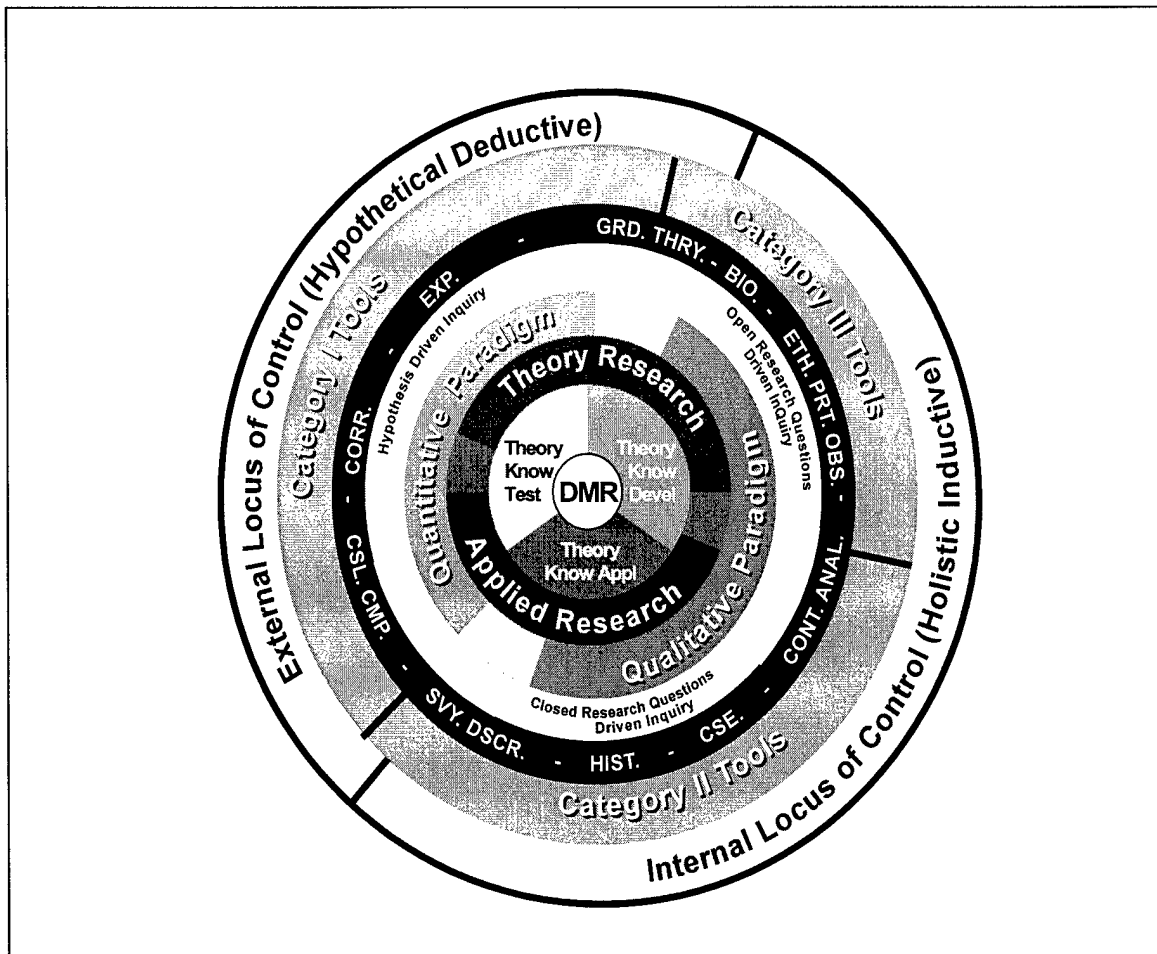 External Locus of Control (Hypothetical Deductive)
Internal Locus of Control (Holistic Inductive)
Category I Tools
Category III Tools
Category II Tools
CSL. CMP. - CORR. - EXP. - GRD. THRY. - BIO. - ETH. PRT. OBS. -
SVY. DSCR. - HIST. - CSE. - CONT. ANAL.
Hypothesis Driven Inquiry
Open Research Questions
Driven InQuiry
Closed Research Questions
Driven Inquiry
Quantitative Paradigm
Qualitative Paradigm
Theory Research
Applied Research
Theory
Know
Test
Theory
Know
Devel
DMR
Theory
Know Appl